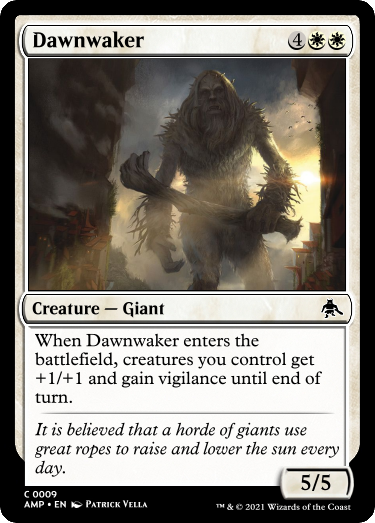 Dawnwaker 4
Creature — Giant
When Dawnwaker enters the
battlefield, creatures you control get
+1/+1 and gain vigilance until end of
turn.
It is believed that a horde of giants use
great ropes to raise and lower the sun every
day.
5/5
C 0009
AMP • EN Patrick Vella
™ & © 2021 Wizards of the Coast